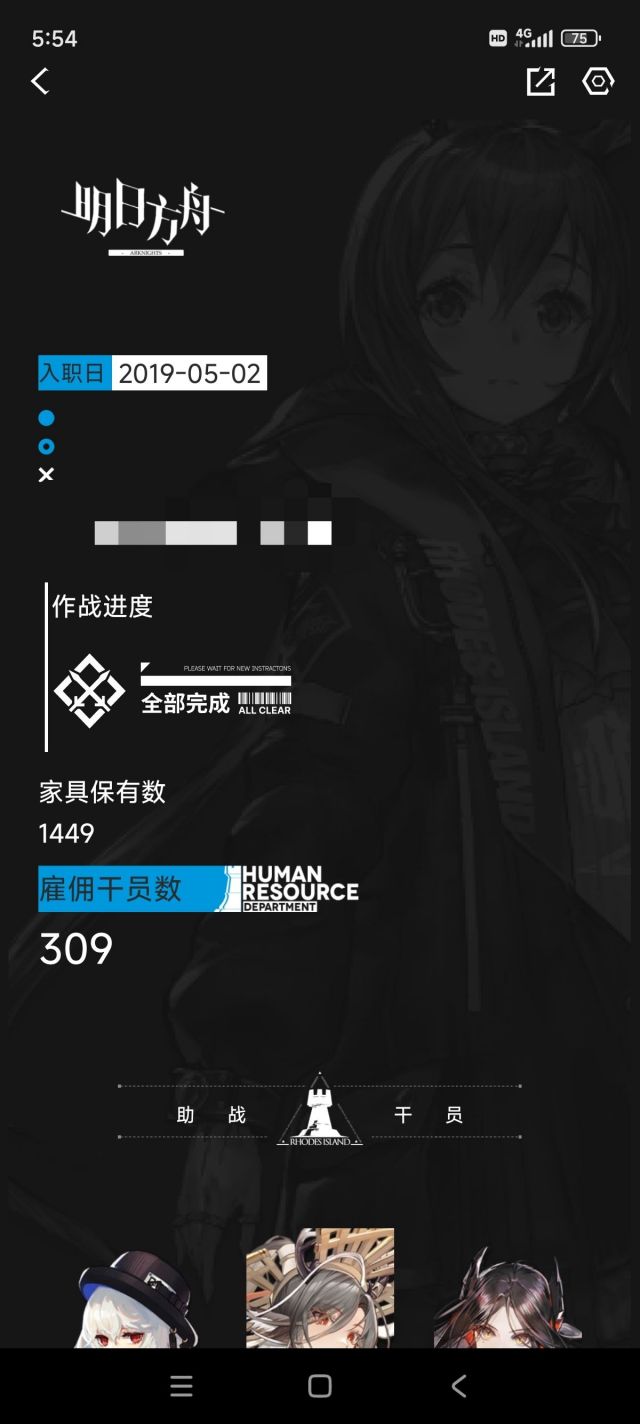 5:54
HD 4G 75
明日方舟
ARKNIGHTS
入职日 2019-05-02
作战进度
PLEASE WAIT FOR NEW INSTRACTONS
全部完成 ALL CLEAR
家具保有数
1449
雇佣干员数 HUMAN RESOURCE DEPARTMENT
309
助战 干员
RHODES ISLAND
RHODES ISLAND